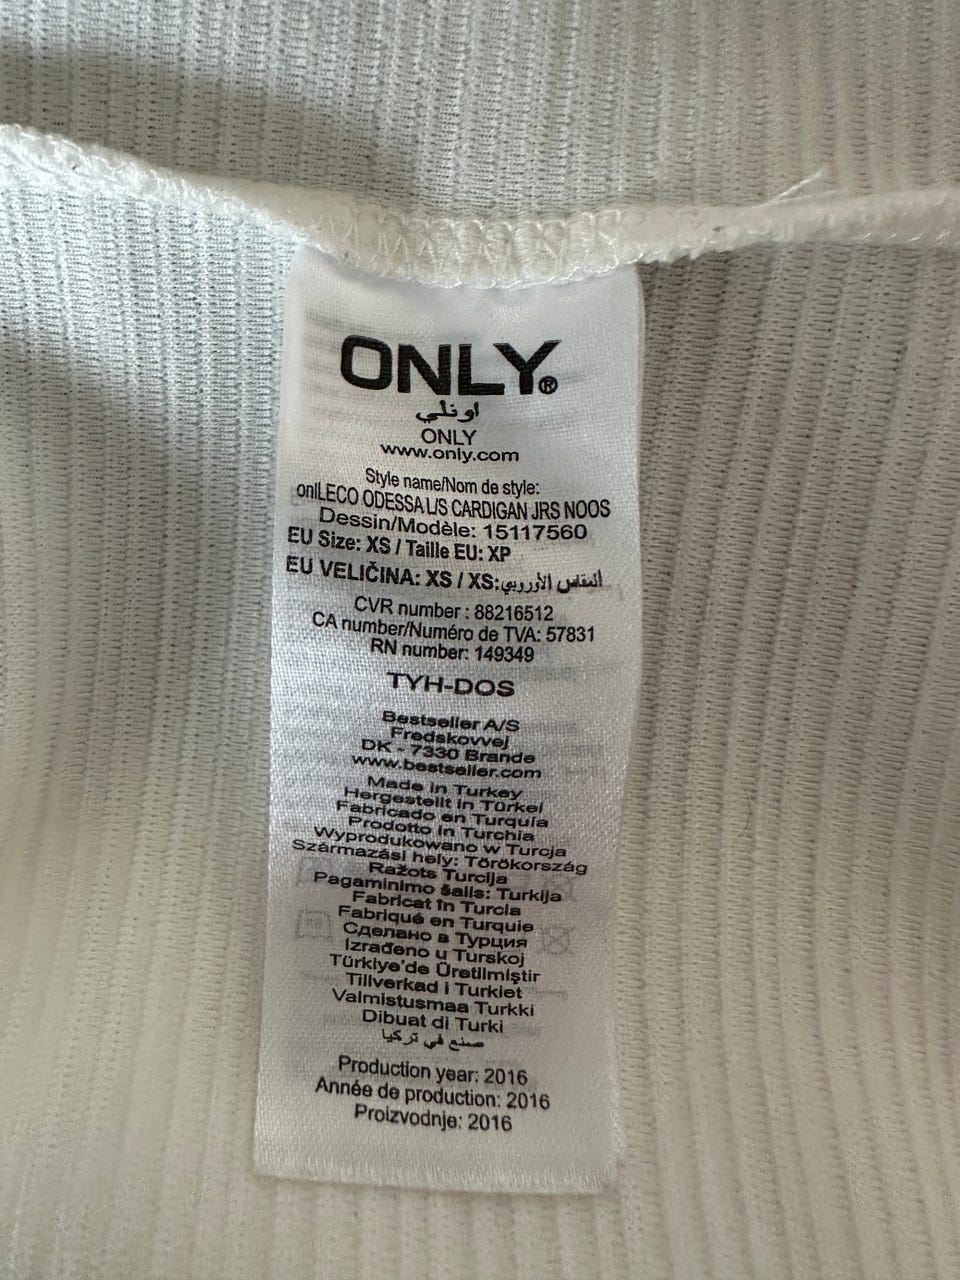 ONLY®
اونلي
ONLY
www.only.com
Style name/Nom de style:
onlLECO ODESSA L/S CARDIGAN JRS NOOS
Dessin/Modèle: 15117560
EU Size: XS / Taille EU: XP
EU VELIČINA: XS / XS:المقاس الأوروبي
CVR number : 88216512
CA number/Numéro de TVA: 57831
RN number: 149349
TYH-DOS
Bestseller A/S
Fredskovvej
DK - 7330 Brande
www.bestseller.com
Made in Turkey
Hergestellt in Türkei
Fabricado en Turquía
Prodotto in Turchia
Wyprodukowano w Turcja
Származási hely: Törökország
Ražots Turcija
Pagaminimo šalis: Turkija
Fabricat în Turcia
Fabriqué en Turquie
Сделано в Турция
Izrađeno u Turskoj
Türkiye'de Üretilmiştir
Tillverkad i Turkiet
Valmistusmaa Turkki
Dibuat di Turki
صنع في تركيا
Production year: 2016
Année de production: 2016
Proizvodnje: 2016